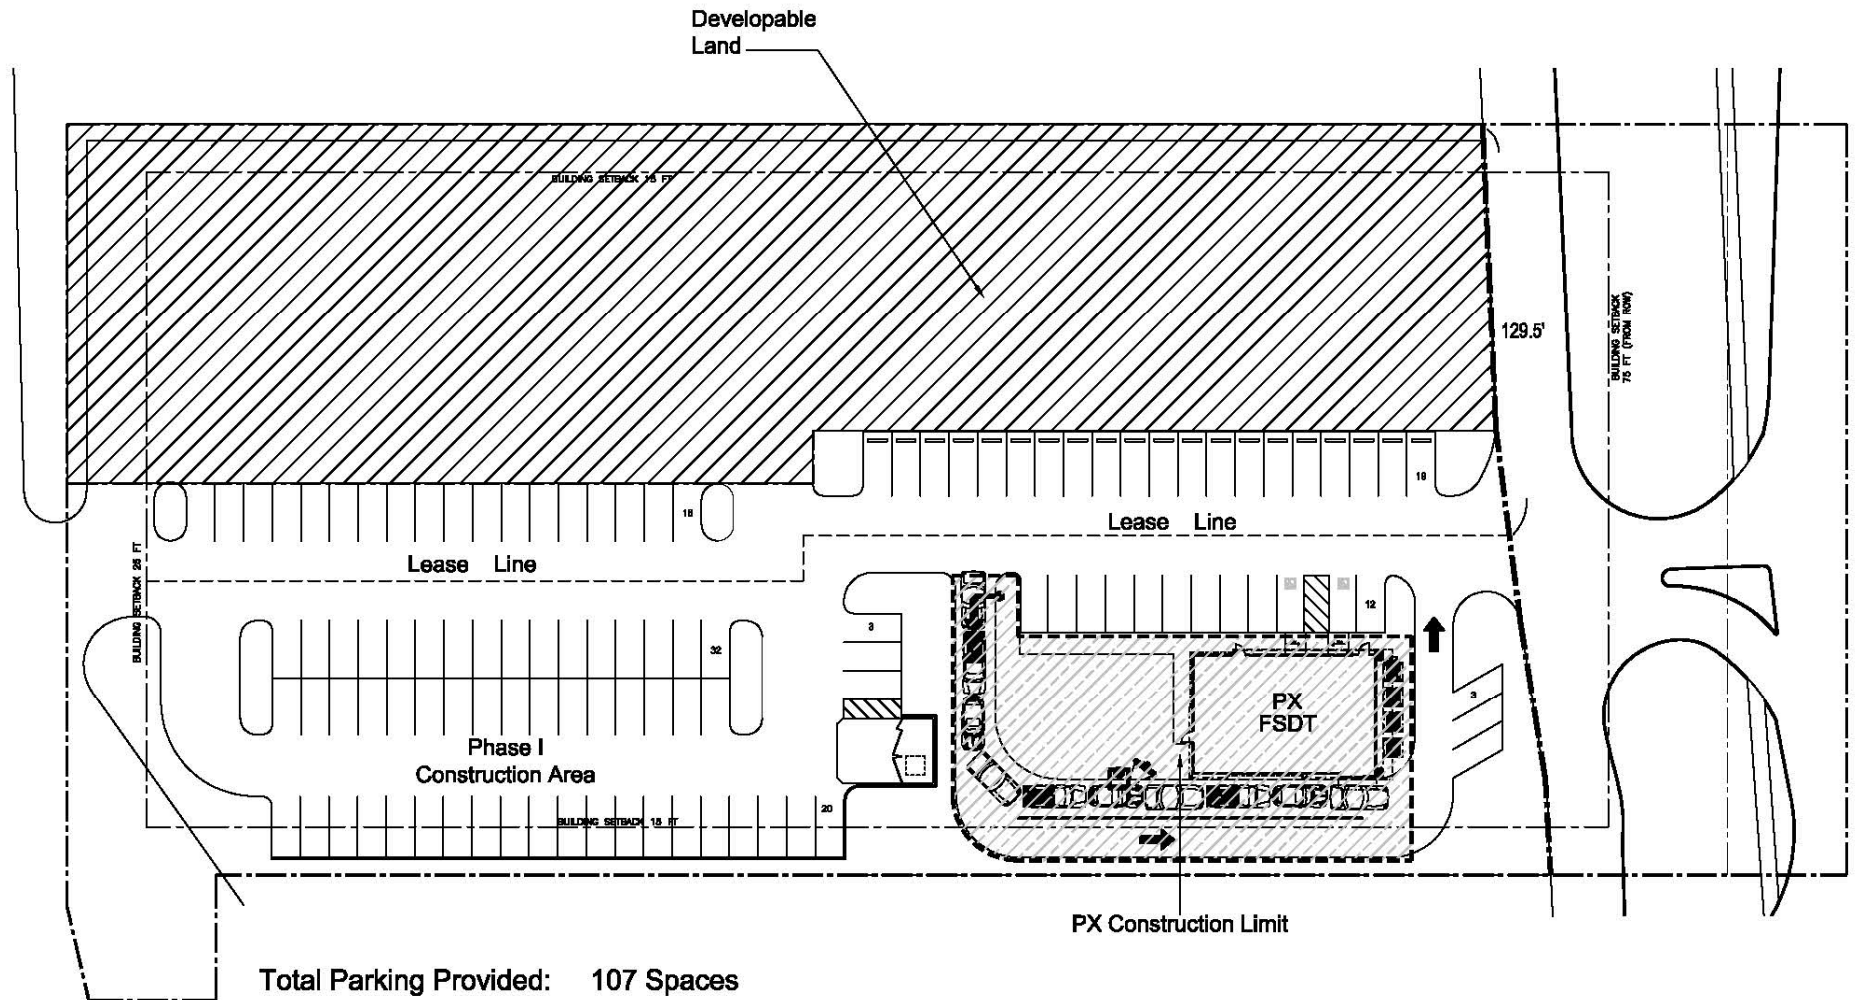 Developable
Land
BUILDING SETBACK 15 FT
129.5'
BUILDING SETBACK
75 FT (FROM ROW)
19
18
Lease Line
Lease Line
BUILDING SETBACK 25 FT
12
3
32
3
PX
FSDT
Phase I
Construction Area
20
BUILDING SETBACK 15 FT
PX Construction Limit
Total Parking Provided: 107 Spaces